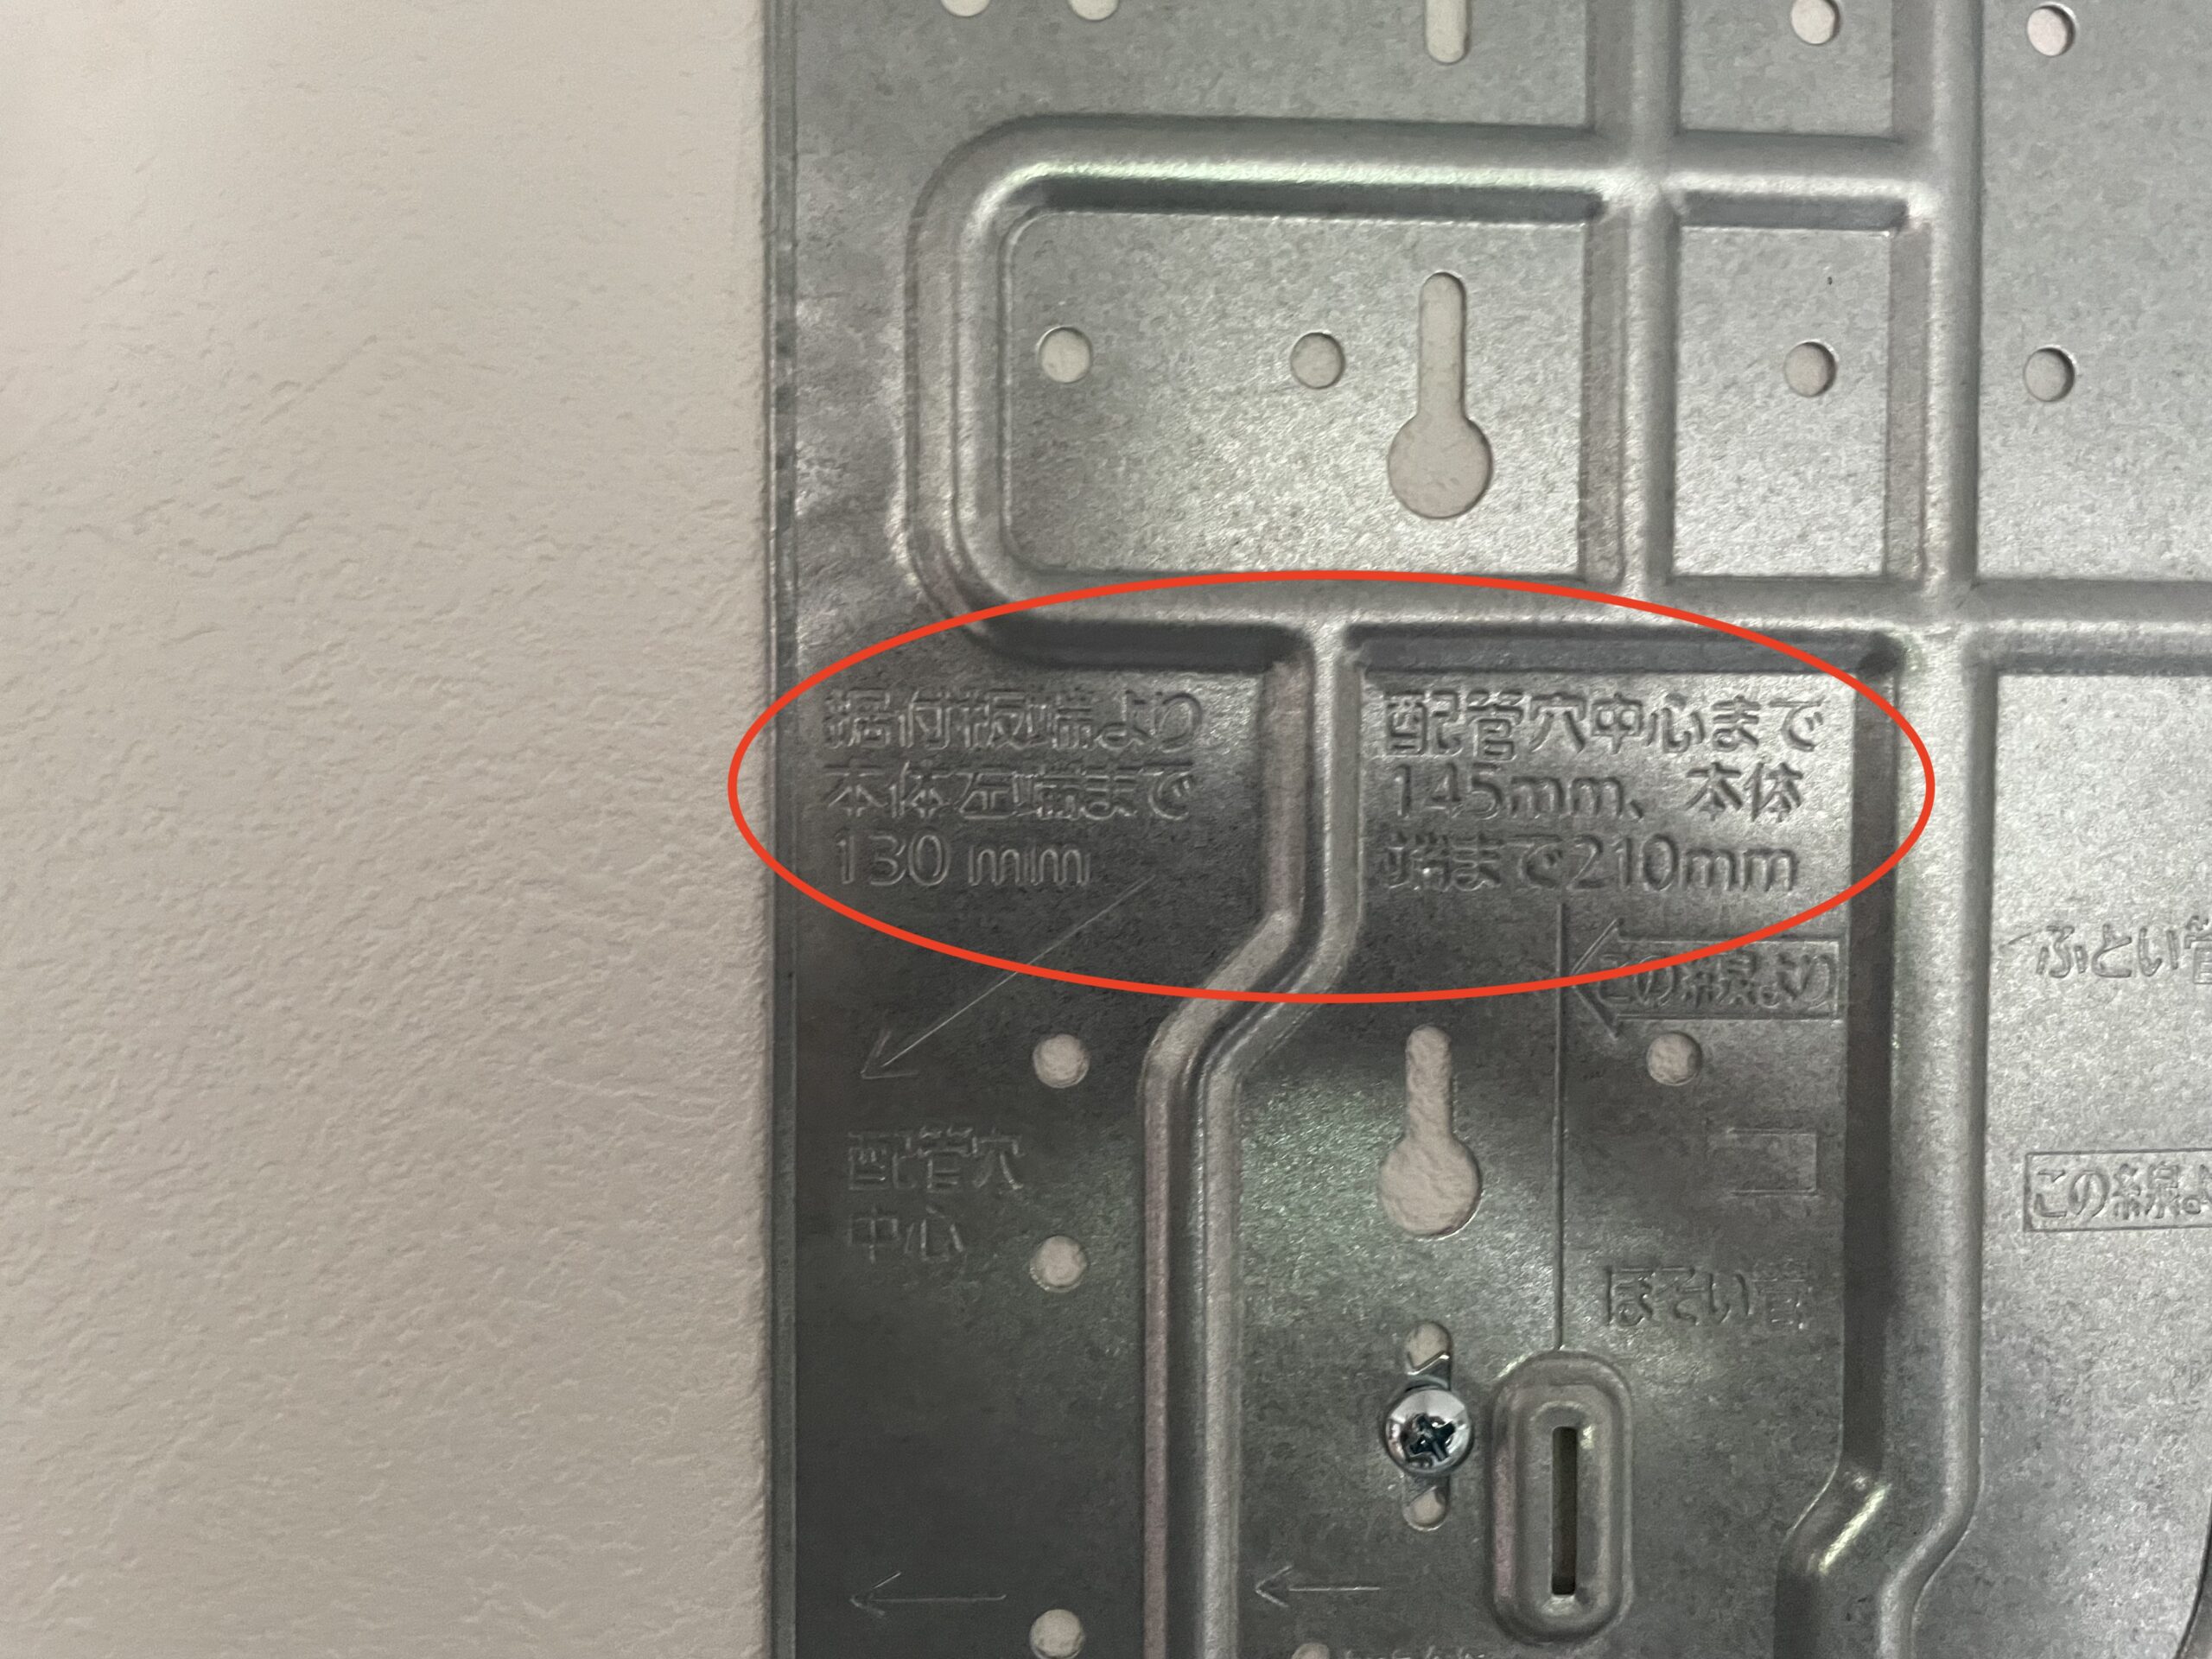 据付板端より
本体左端まで
130 mm
配管穴中心まで
145mm、本体
端まで210mm
この線より
ふとい管
配管穴
中心
この線よ
ほそい管